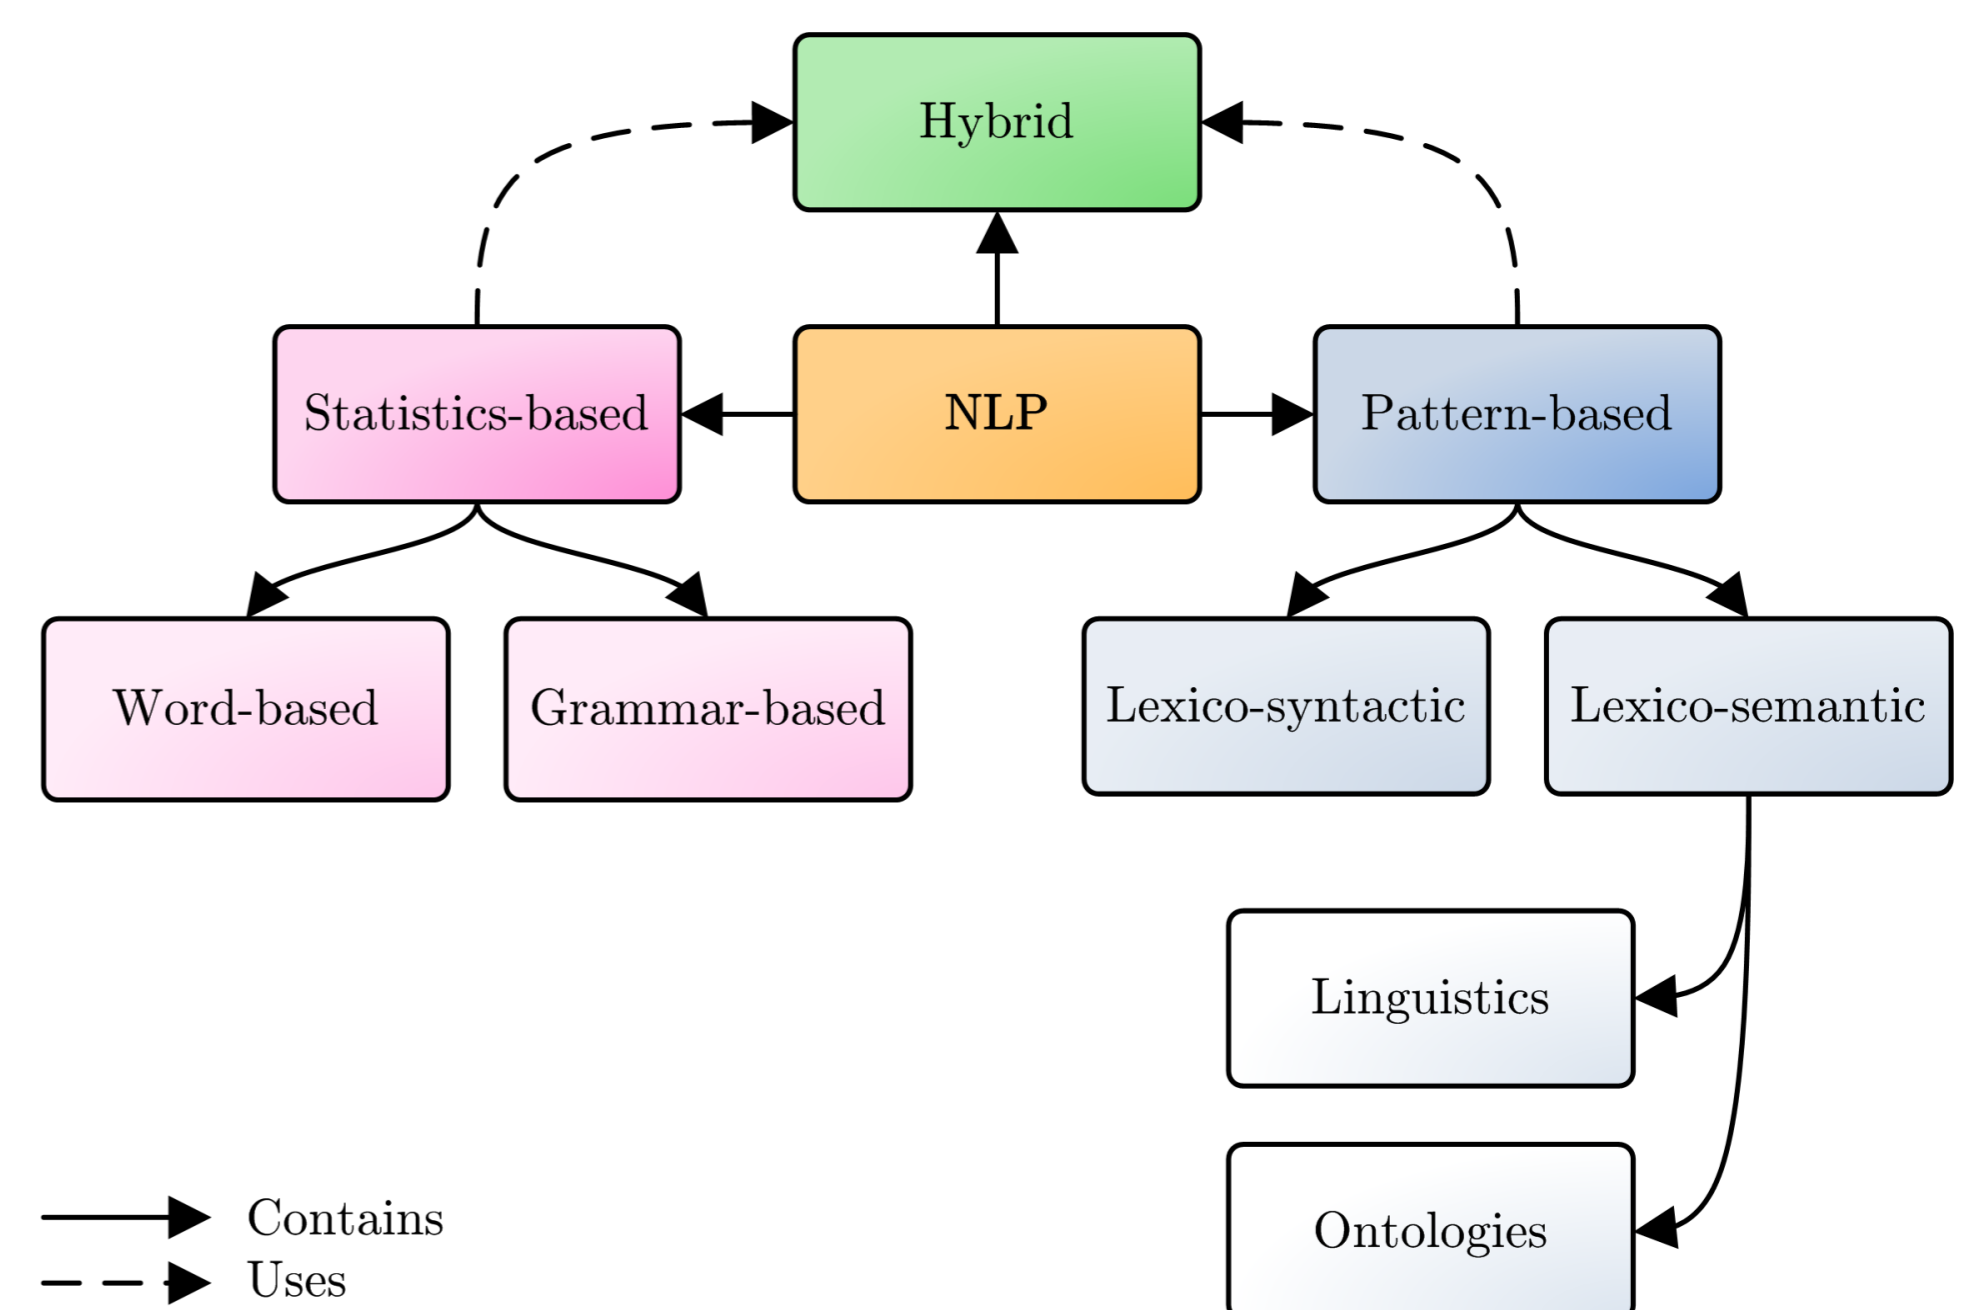 Hybrid
Statistics-based
NLP
Pattern-based
Word-based
Grammar-based
Lexico-syntactic
Lexico-semantic
Linguistics
Ontologies
Contains
Uses